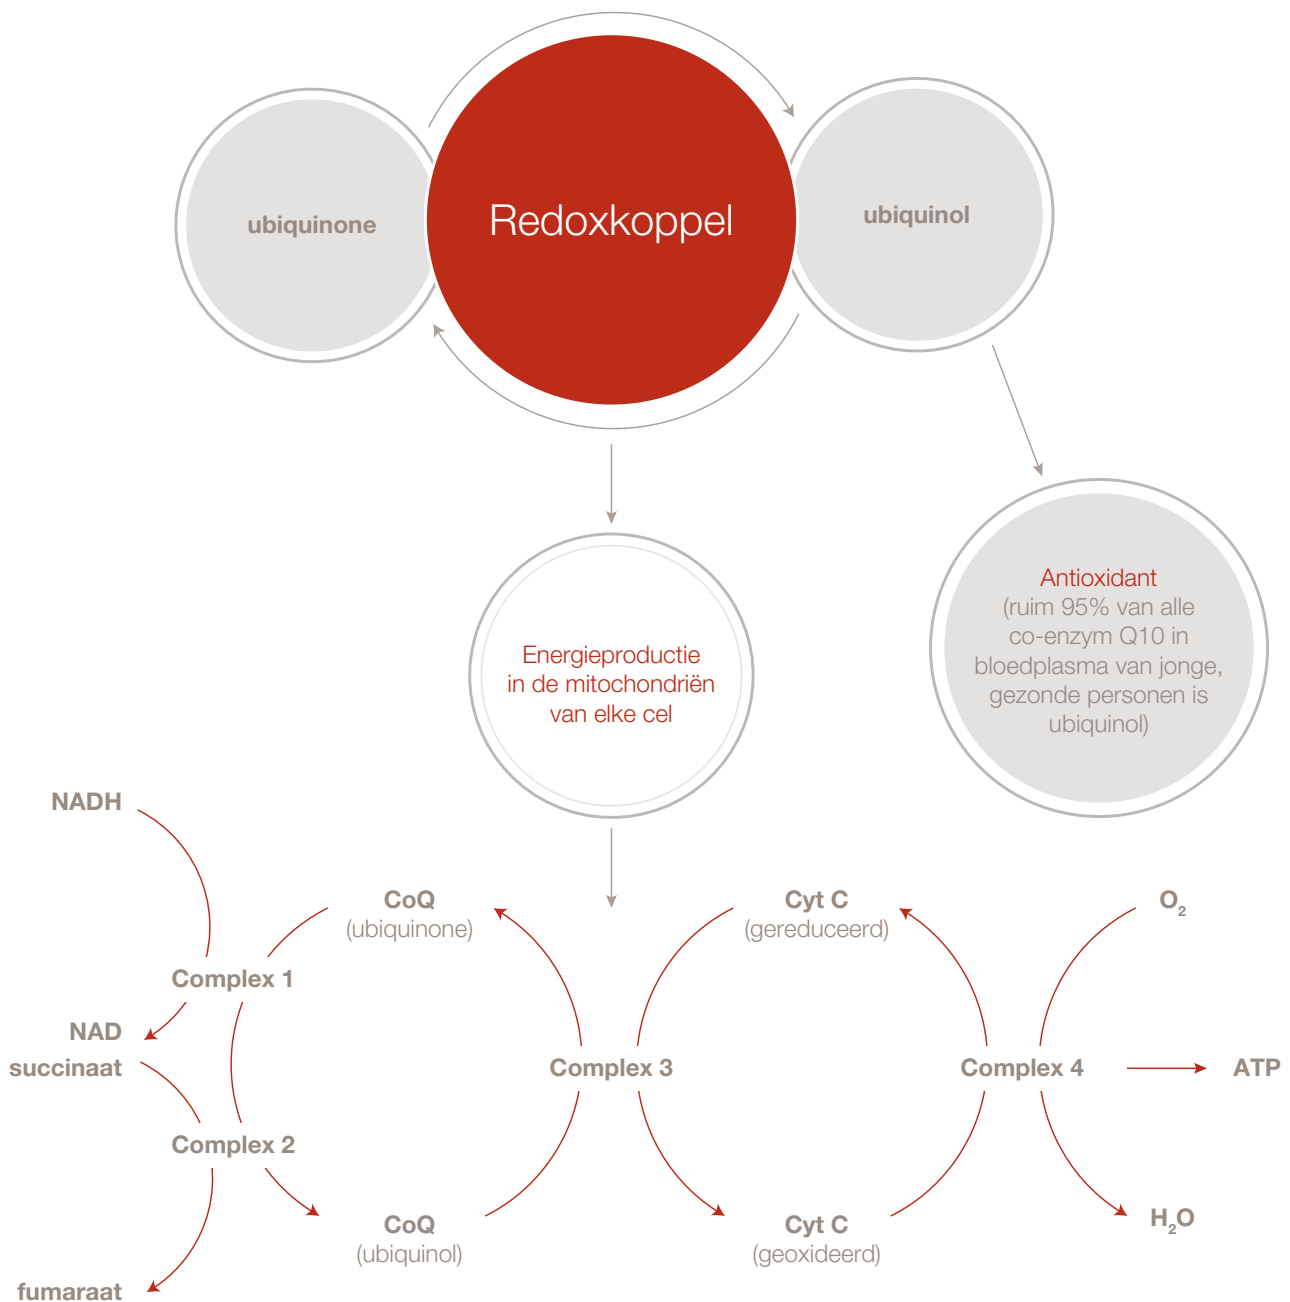 ubiquinone
Redoxkoppel
ubiquinol
Antioxidant
(ruim 95% van alle
co-enzym Q10 in
bloedplasma van jonge,
gezonde personen is
ubiquinol)
Energieproductie
in de mitochondriën
van elke cel
NADH
CoQ
(ubiquinone)
Cyt C
(gereduceerd)
O₂
Complex 1
NAD
succinaat
Complex 3
Complex 4
ATP
Complex 2
CoQ
(ubiquinol)
Cyt C
(geoxideerd)
H₂O
fumaraat